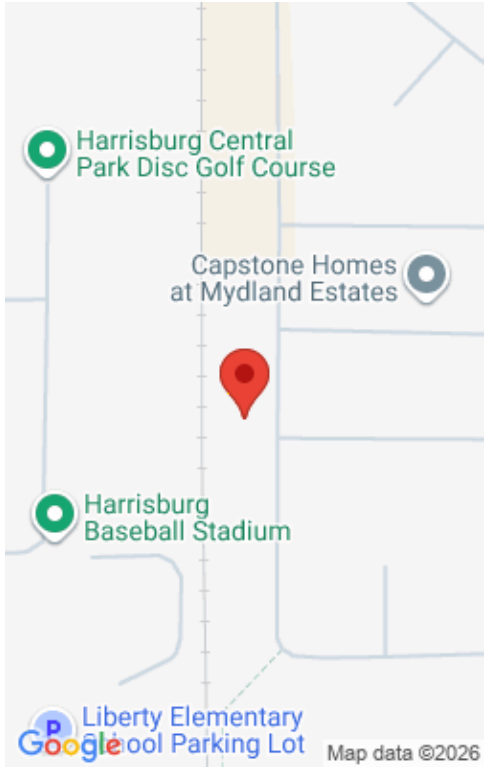 Harrisburg Central
Park Disc Golf Course
Capstone Homes
at Mydland Estates
Harrisburg
Baseball Stadium
Liberty Elementary
School Parking Lot
P
Google
Map data ©2026